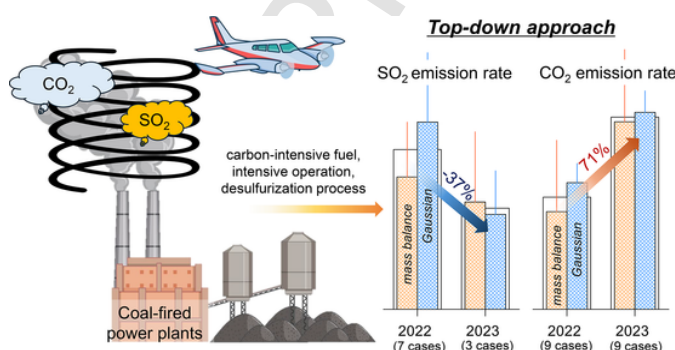 Top-down approach
SO₂ emission rate
CO₂ emission rate
CO₂
SO₂
carbon-intensive fuel,
intensive operation,
desulfurization process
-37%
71%
mass balance
Gaussian
mass balance
Gaussian
Coal-fired
power plants
2022
(7 cases)
2023
(3 cases)
2022
(9 cases)
2023
(9 cases)